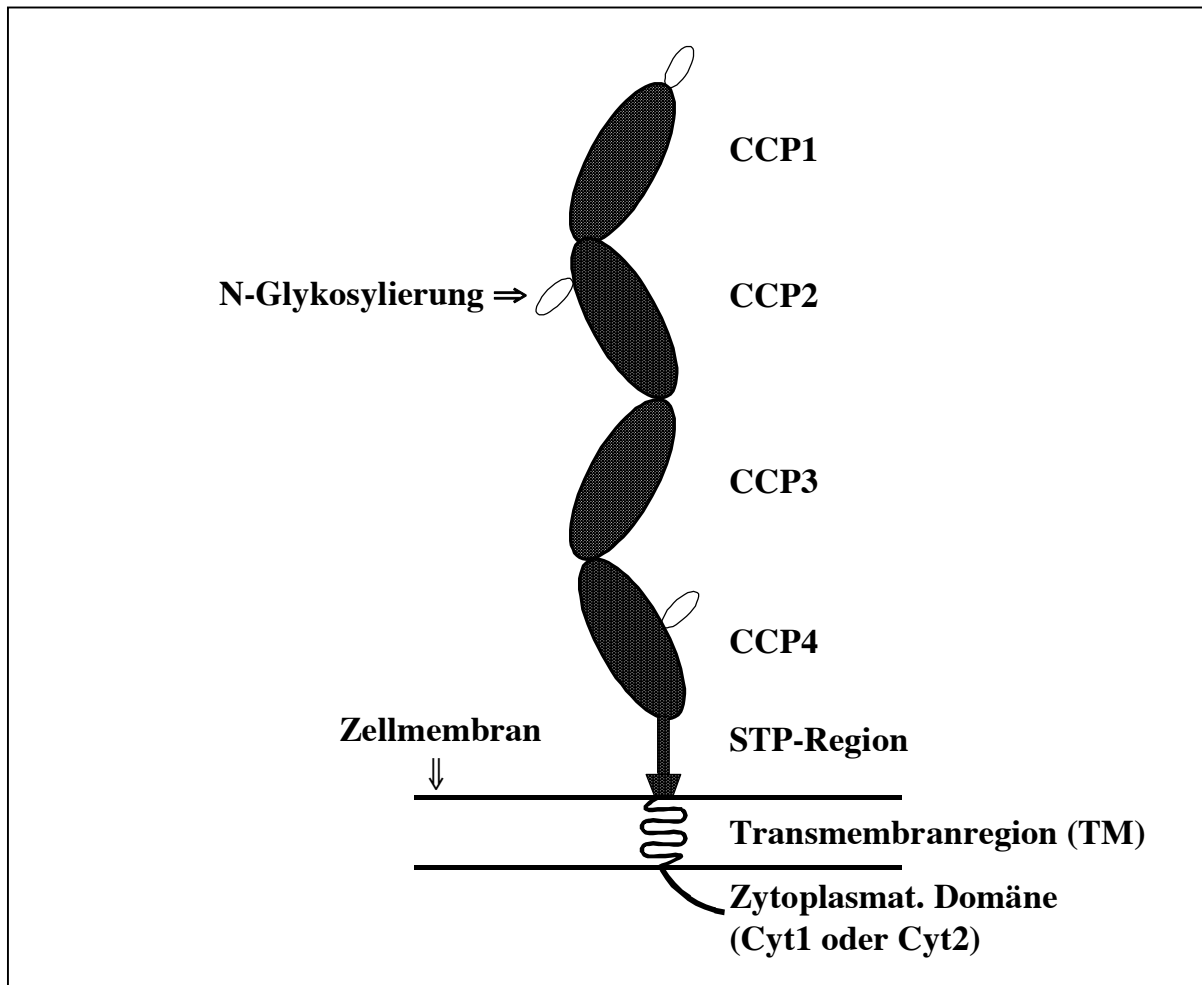 CCP1
N-Glykosylierung ⇒
CCP2
CCP3
CCP4
Zellmembran
⇓
STP-Region
Transmembranregion (TM)
Zytoplasmat. Domäne
(Cyt1 oder Cyt2)